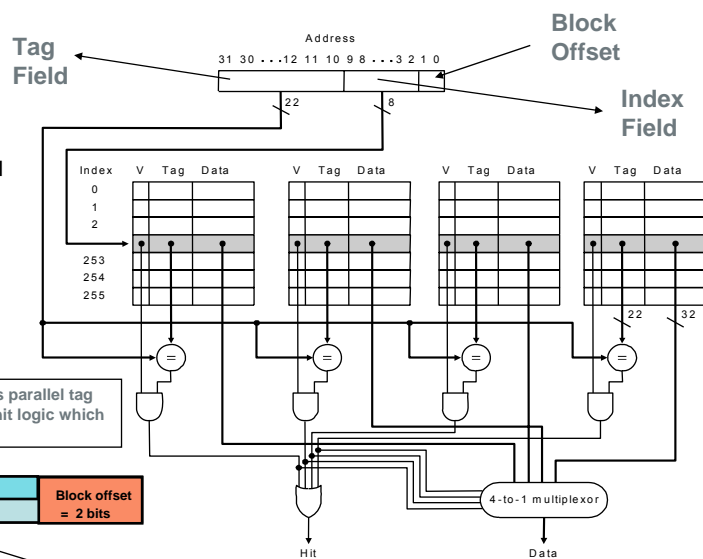 Address
Block
Offset
Tag
Field
31 30 ...12 11 10 9 8 ...3 2 1 0
Index
Field
22
8
Index
V Tag Data
V Tag Data
V Tag Data
V Tag Data
0
1
2
253
254
255
22
32
=
=
=
=
s parallel tag
hit logic which
Block offset
= 2 bits
4-to-1 multiplexor
Hit
Data